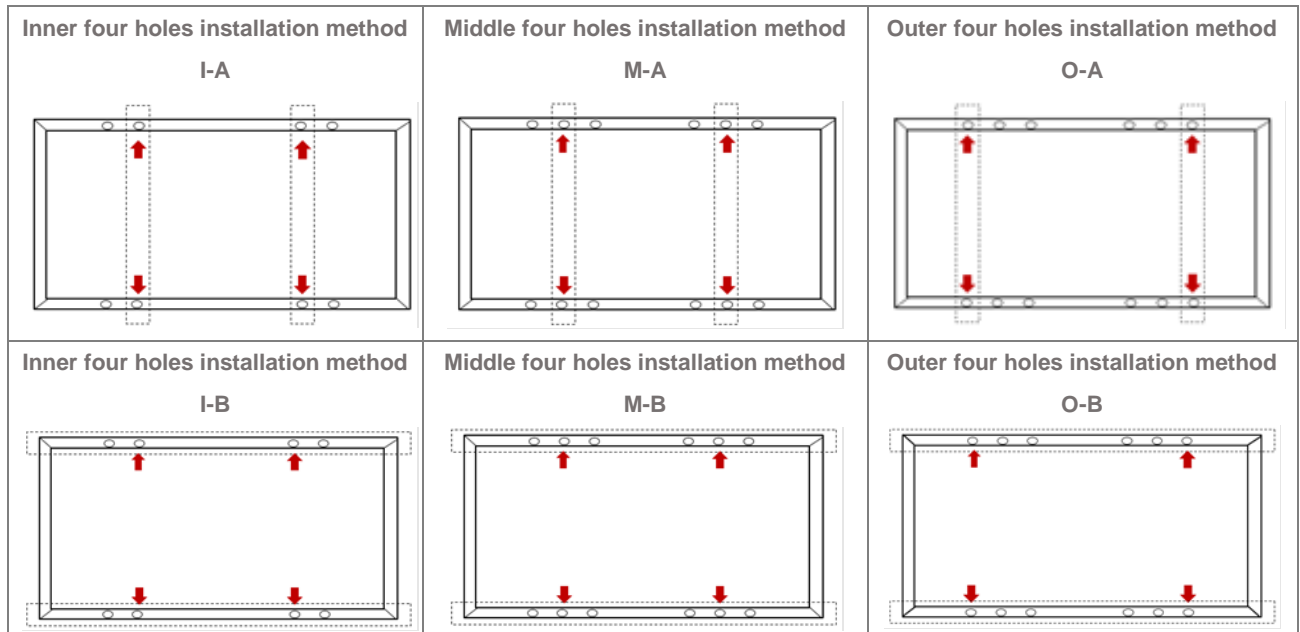 Inner four holes installation method
I-A
Middle four holes installation method
M-A
Outer four holes installation method
O-A
Inner four holes installation method
I-B
Middle four holes installation method
M-B
Outer four holes installation method
O-B